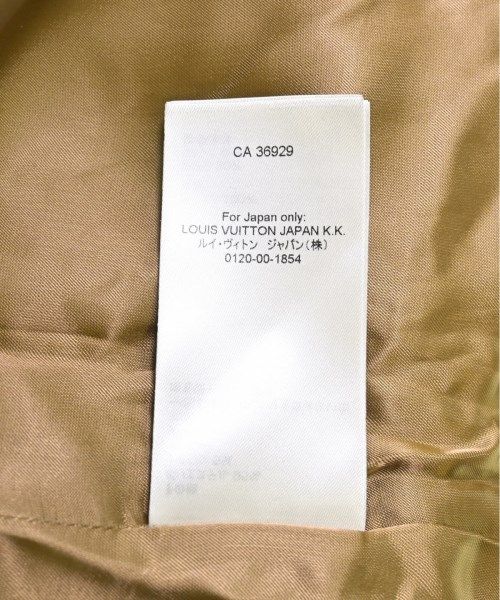 CA 36929
For Japan only:
LOUIS VUITTON JAPAN K.K.
ルイ・ヴィトン ジャパン(株)
0120-00-1854